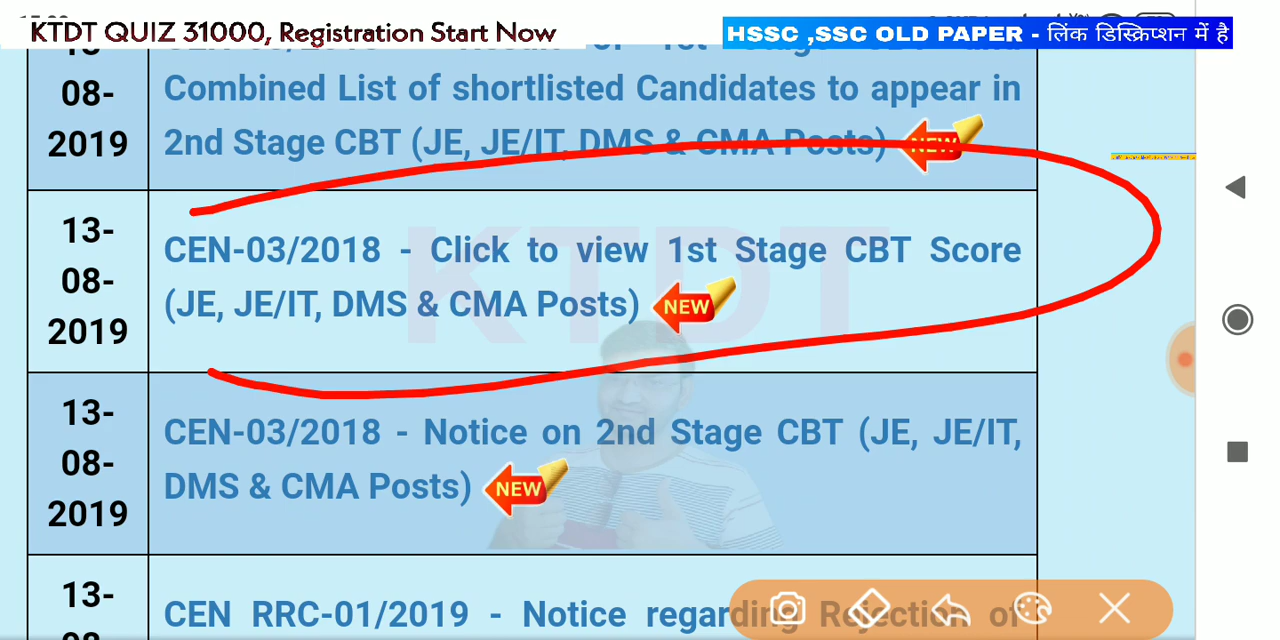 KTDT QUIZ 31000, Registration Start Now
HSSC ,SSC OLD PAPER - लिंक डिस्क्रिप्शन में है
08-
2019
Combined List of shortlisted Candidates to appear in
2nd Stage CBT (JE, JE/IT, DMS & CMA Posts) NEW
13-
08-
2019
CEN-03/2018 - Click to view 1st Stage CBT Score
(JE, JE/IT, DMS & CMA Posts) NEW
KTDT
13-
08-
2019
CEN-03/2018 - Notice on 2nd Stage CBT (JE, JE/IT,
DMS & CMA Posts) NEW
13-
CEN RRC-01/2019 - Notice regarding Rejection of